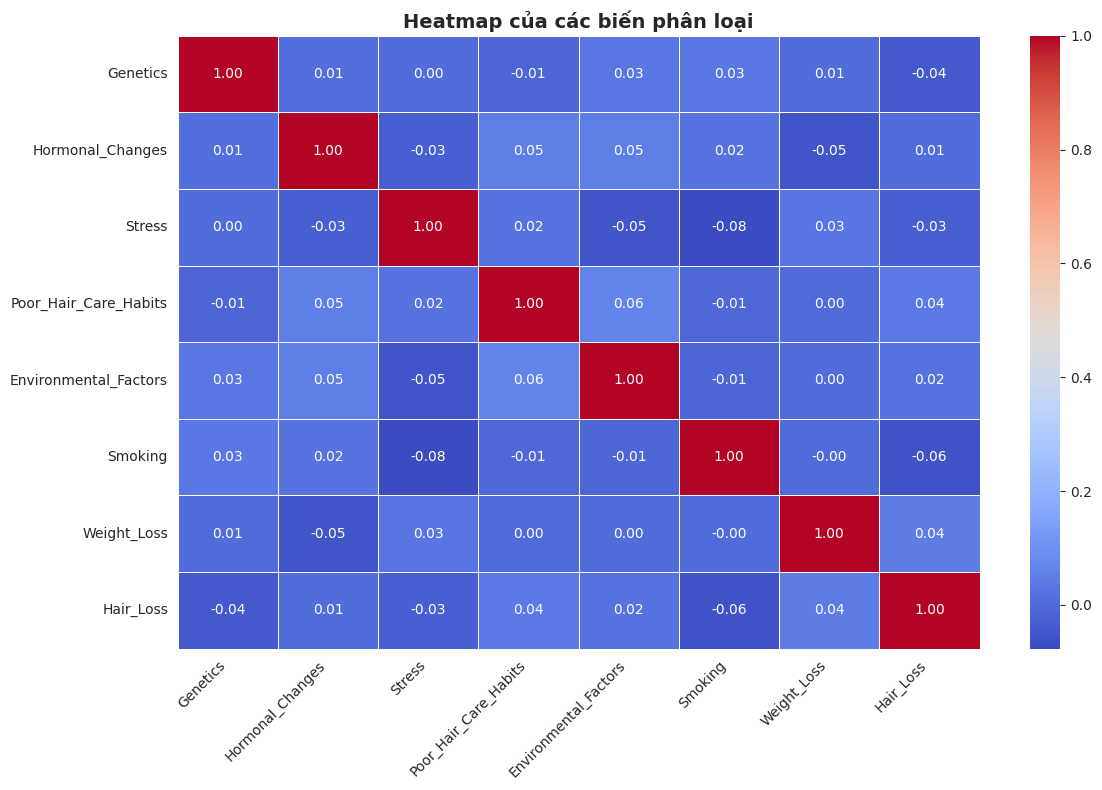 Heatmap của các biến phân loại
Genetics 1.00 0.01 0.00 -0.01 0.03 0.03 0.01 -0.04
Hormonal_Changes 0.01 1.00 -0.03 0.05 0.05 0.02 -0.05 0.01
Stress 0.00 -0.03 1.00 0.02 -0.05 -0.08 0.03 -0.03
Poor_Hair_Care_Habits -0.01 0.05 0.02 1.00 0.06 -0.01 0.00 0.04
Environmental_Factors 0.03 0.05 -0.05 0.06 1.00 -0.01 0.00 0.02
Smoking 0.03 0.02 -0.08 -0.01 -0.01 1.00 -0.00 -0.06
Weight_Loss 0.01 -0.05 0.03 0.00 0.00 -0.00 1.00 0.04
Hair_Loss -0.04 0.01 -0.03 0.04 0.02 -0.06 0.04 1.00
Genetics
Hormonal_Changes
Stress
Poor_Hair_Care_Habits
Environmental_Factors
Smoking
Weight_Loss
Hair_Loss
1.0
0.8
0.6
0.4
0.2
0.0